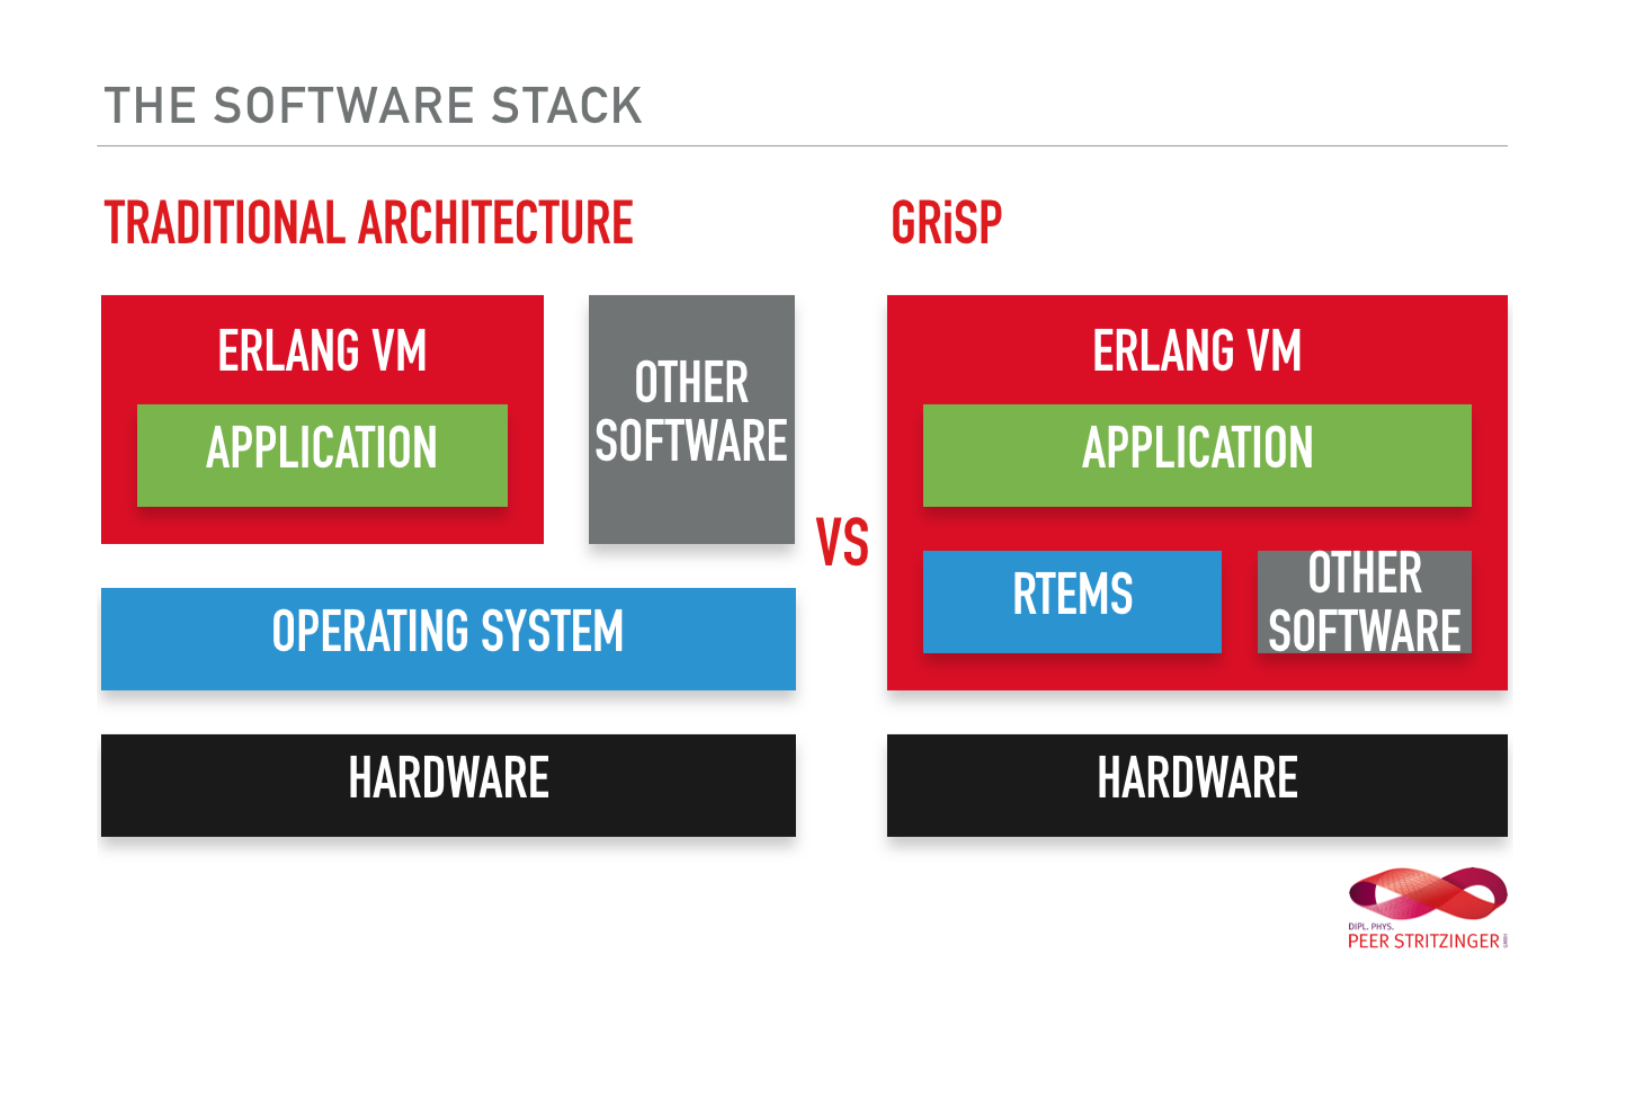 THE SOFTWARE STACK
TRADITIONAL ARCHITECTURE
ERLANG VM
APPLICATION
OTHER
SOFTWARE
OPERATING SYSTEM
HARDWARE
VS
GRiSP
ERLANG VM
APPLICATION
RTEMS
OTHER
SOFTWARE
HARDWARE
DIPL. PHYS.
PEER STRITZINGER